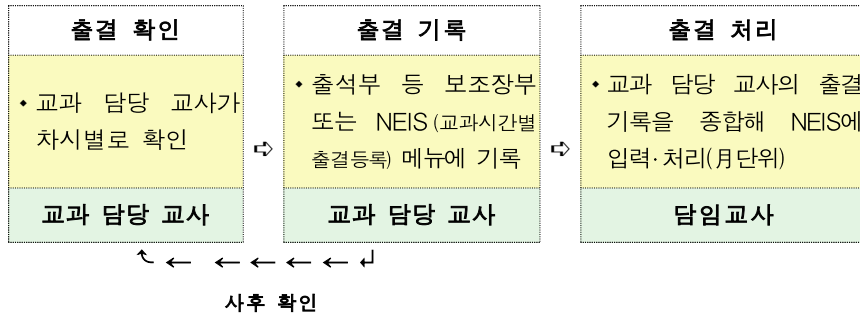 출결 확인
출결 기록
출결 처리
• 교과 담당 교사가
차시별로 확인
⇨
• 출석부 등 보조장부
또는 NEIS(교과시간별
출결등록) 메뉴에 기록
⇨
• 교과 담당 교사의 출결
기록을 종합해 NEIS에
입력·처리(月단위)
교과 담당 교사
교과 담당 교사
담임교사
사후 확인